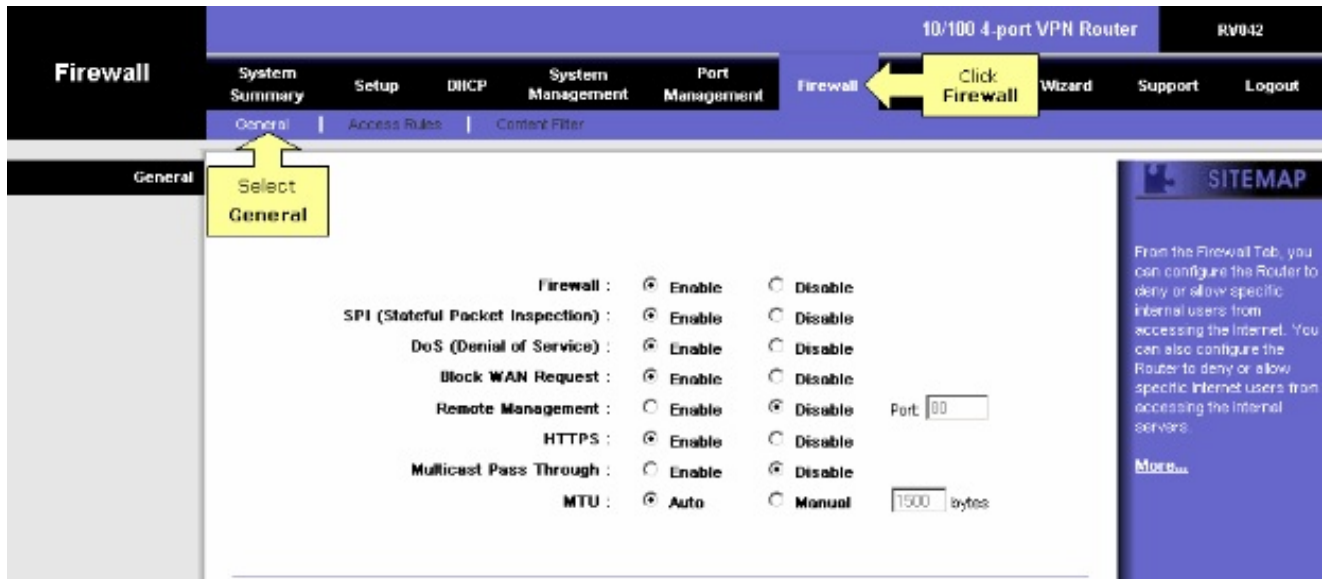 10/100 4-port VPN Router RV042
Firewall
System Summary Setup DHCP System Management Port Management Firewall Click Firewall Wizard Support Logout
General | Access Rules | Content Filter
General
Select
General
SITEMAP
Firewall : Enable Disable
SPI (Stateful Packet Inspection) : Enable Disable
DoS (Denial of Service) : Enable Disable
Block WAN Request : Enable Disable
Remote Management : Enable Disable Port 80
HTTPS : Enable Disable
Multicast Pass Through : Enable Disable
MTU : Auto Manual 1500 bytes
From the Firewall Tab, you
can configure the Router to
deny or allow specific
internal users from
accessing the Internet. You
can also configure the
Router to deny or allow
specific Internet users from
accessing the internal
servers.
More...